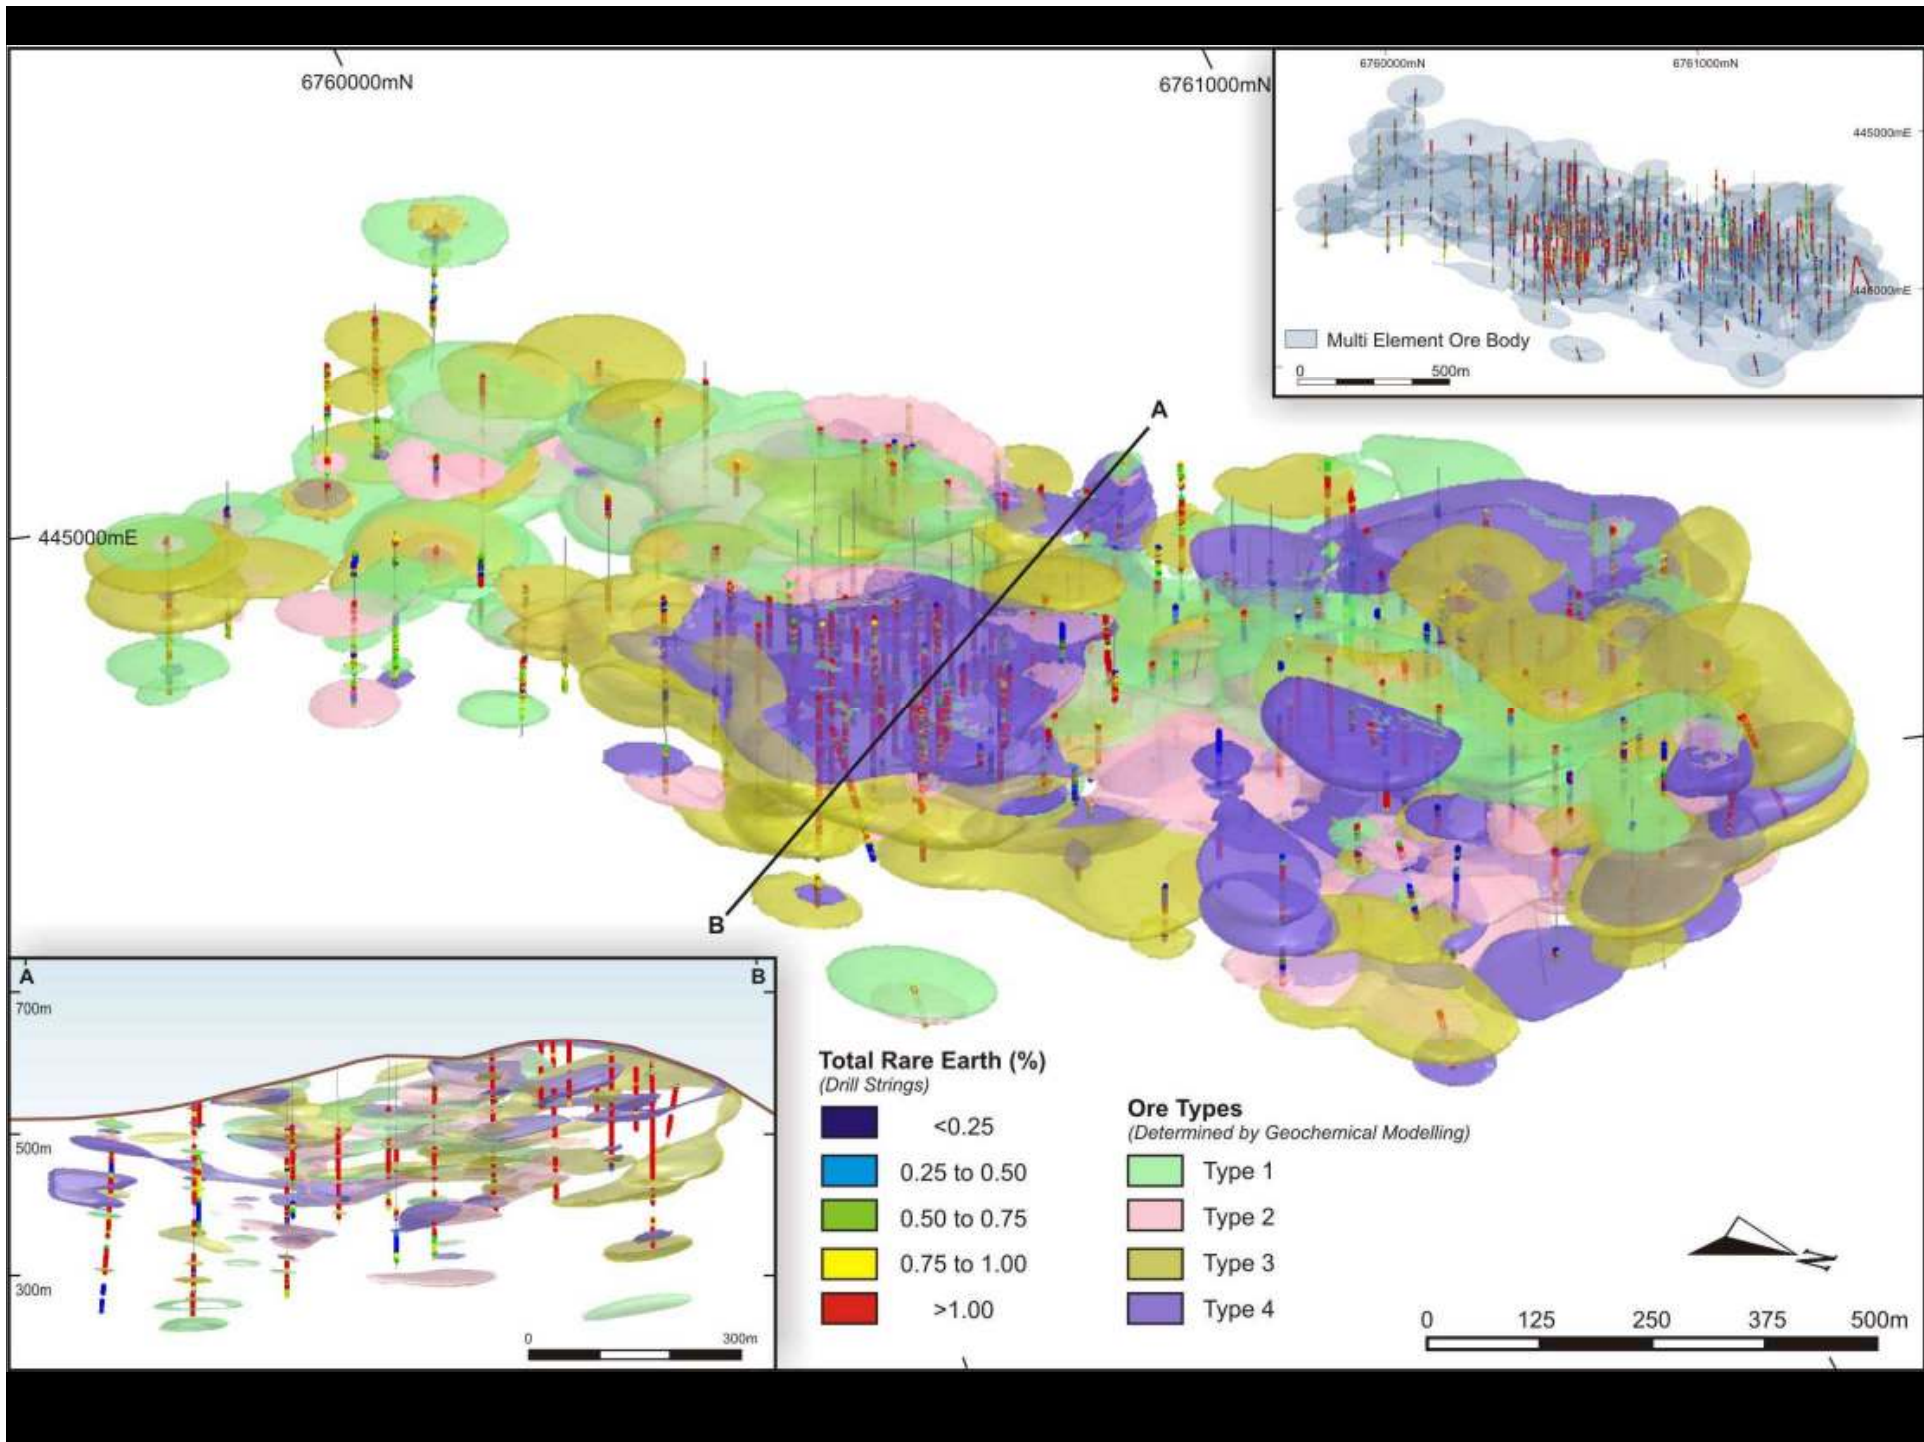 6760000mN
6761000mN
6760000mN
6761000mN
445000mE
446000mE
Multi Element Ore Body
0
500m
A
445000mE
B
A
B
700m
500m
300m
0
300m
Total Rare Earth (%)
(Drill Strings)
<0.25
0.25 to 0.50
0.50 to 0.75
0.75 to 1.00
>1.00
Ore Types
(Determined by Geochemical Modelling)
Type 1
Type 2
Type 3
Type 4
N
0
125
250
375
500m